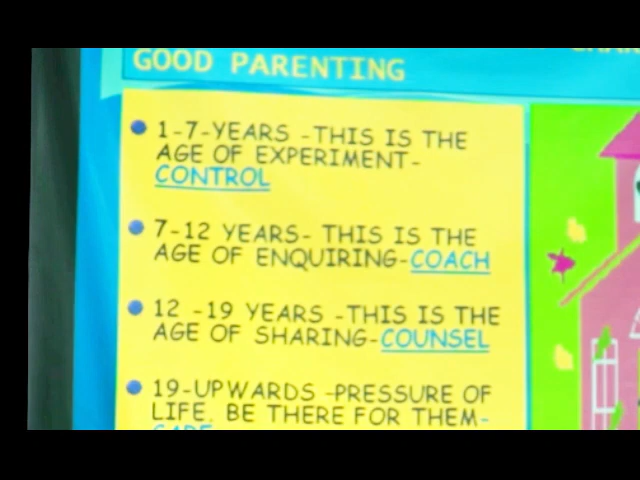 GOOD PARENTING
1-7-YEARS -THIS IS THE
AGE OF EXPERIMENT-
CONTROL
7-12 YEARS- THIS IS THE
AGE OF ENQUIRING-COACH
12 -19 YEARS -THIS IS THE
AGE OF SHARING-COUNSEL
19-UPWARDS -PRESSURE OF
LIFE. BE THERE FOR THEM-